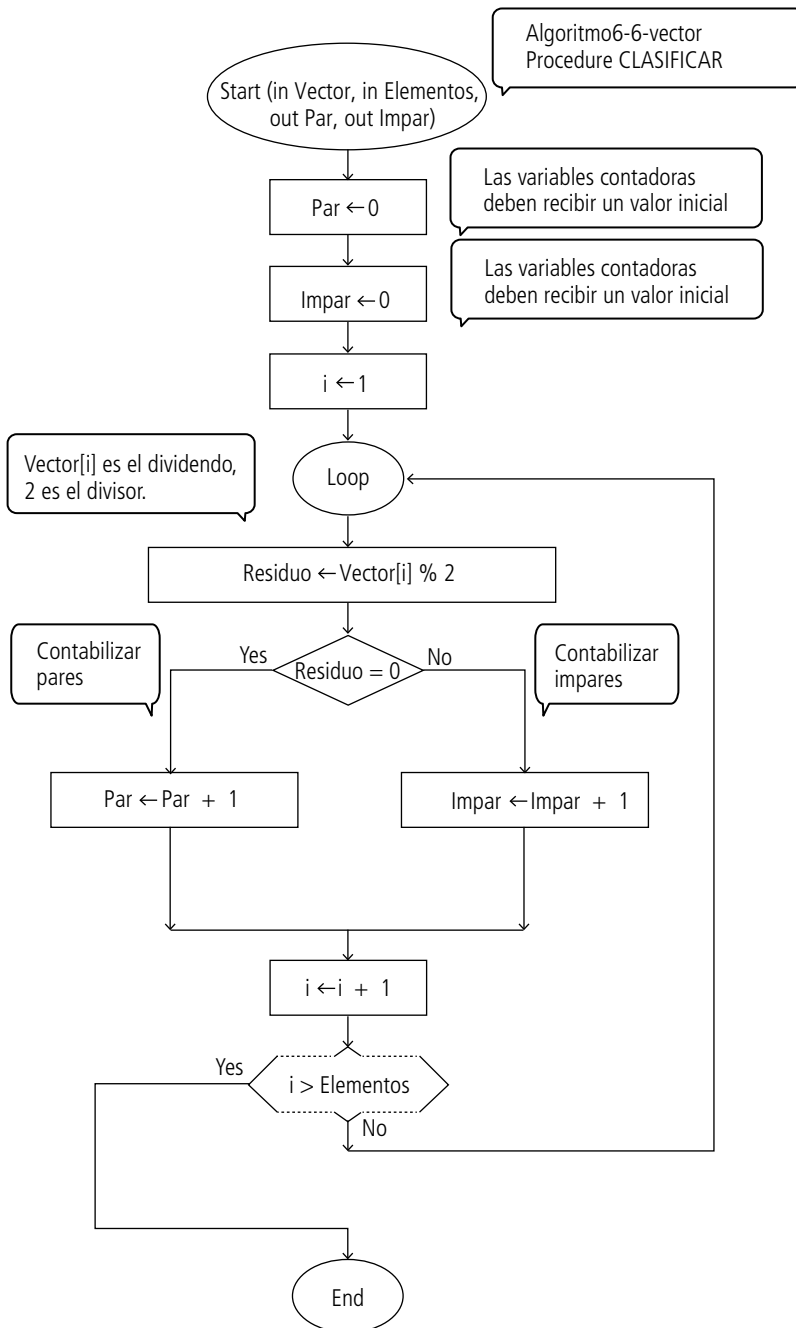 Algoritmo6-6-vector
Procedure CLASIFICAR
Start (in Vector, in Elementos,
out Par, out Impar)
Las variables contadoras
deben recibir un valor inicial
Par ←0
Las variables contadoras
deben recibir un valor inicial
Impar ←0
i ←1
Vector[i] es el dividendo,
2 es el divisor.
Loop
Residuo ←Vector[i] % 2
Contabilizar
pares
Yes
Residuo = 0
No
Contabilizar
impares
Par ←Par + 1
Impar ←Impar + 1
i ←i + 1
Yes
i > Elementos
No
End